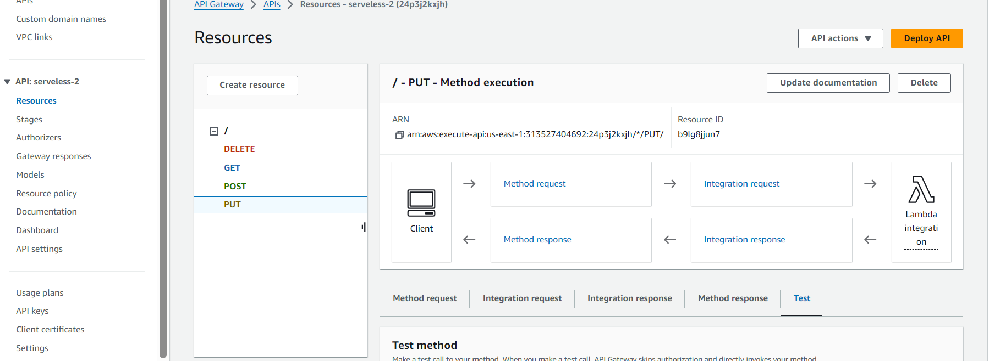 APIs
Custom domain names
VPC links
API: serveless-2
Resources
Stages
Authorizers
Gateway responses
Models
Resource policy
Documentation
Dashboard
API settings
Usage plans
API keys
Client certificates
Settings
API Gateway > APIs > Resources - serveless-2 (24p3j2kxjh)
Resources
API actions
Deploy API
Create resource
/
DELETE
GET
POST
PUT
/ - PUT - Method execution
Update documentation
Delete
ARN
arn:aws:execute-api:us-east-1:313527404692:24p3j2kxjh/*/PUT/
Resource ID
b9lg8jjun7
Client
Method request
Integration request
Method response
Integration response
Lambda
integrati
on
Method request
Integration request
Integration response
Method response
Test
Test method
Make a test call to your method. When you make a test call, API Gateway skips authorization and directly invokes your method.